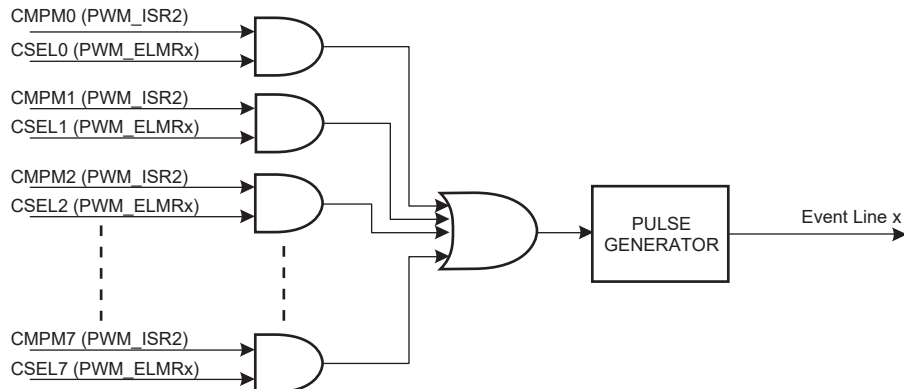 CMPM0 (PWM_ISR2)
CSEL0 (PWM_ELMRx)
CMPM1 (PWM_ISR2)
CSEL1 (PWM_ELMRx)
CMPM2 (PWM_ISR2)
CSEL2 (PWM_ELMRx)
PULSE
GENERATOR
Event Line x
CMPM7 (PWM_ISR2)
CSEL7 (PWM_ELMRx)